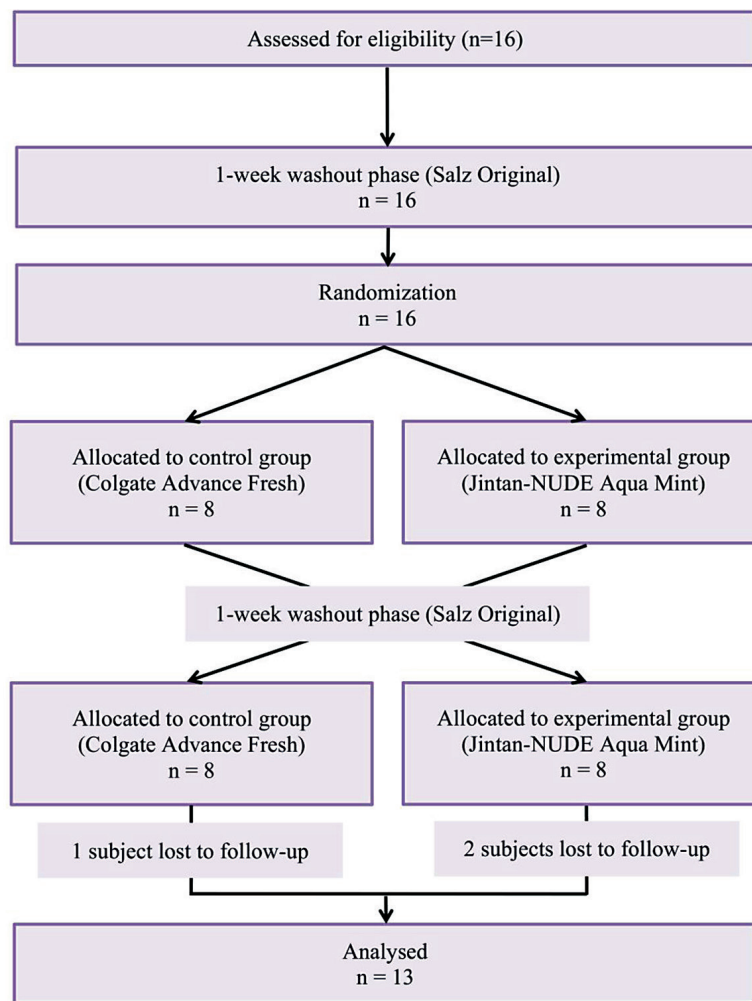 Assessed for eligibility (n=16)
1-week washout phase (Salz Original)
n = 16
Randomization
n = 16
Allocated to control group
(Colgate Advance Fresh)
n = 8
Allocated to experimental group
(Jintan-NUDE Aqua Mint)
n = 8
1-week washout phase (Salz Original)
Allocated to control group
(Colgate Advance Fresh)
n = 8
Allocated to experimental group
(Jintan-NUDE Aqua Mint)
n = 8
1 subject lost to follow-up
2 subjects lost to follow-up
Analysed
n = 13